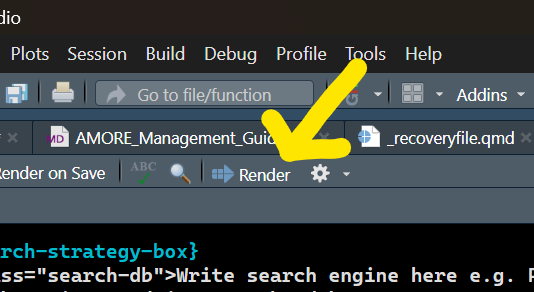 dio
Plots Session Build Debug Profile Tools Help
Go to file/function Addins
MD AMORE_Management_Guid _recoveryfile.qmd
Render on Save ABC Render
rch-strategy-box}
ss="search-db">Write search engine here e.g. P